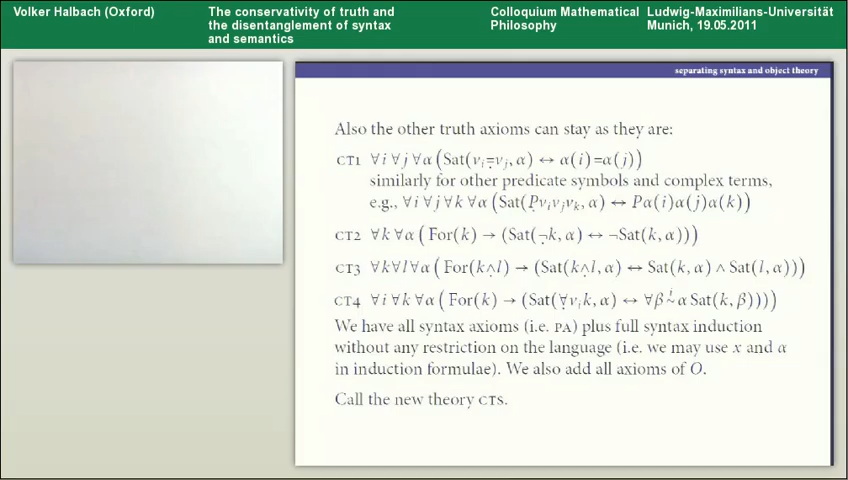 Volker Halbach (Oxford)
The conservativity of truth and
the disentanglement of syntax
and semantics
Colloquium Mathematical
Philosophy
Ludwig-Maximilians-Universität
Munich, 19.05.2011
separating syntax and object theory
Also the other truth axioms can stay as they are:
CT1 ∀i ∀j ∀α (Sat(vᵢ=̣vⱼ, α) ↔ α(i)=α(j))
similarly for other predicate symbols and complex terms,
e.g., ∀i ∀j ∀k ∀α (Sat(P̣vᵢvⱼvₖ, α) ↔ Pα(i)α(j)α(k))
CT2 ∀k ∀α ( For(k) → (Sat(¬̣k, α) ↔ ¬Sat(k, α)))
CT3 ∀k∀l∀α ( For(k∧̣l) → (Sat(k∧̣l, α) ↔ Sat(k, α) ∧ Sat(l, α)))
CT4 ∀i ∀k ∀α ( For(k) → (Sat(∀̣vᵢk, α) ↔ ∀β ~ⁱ α Sat(k, β))))
We have all syntax axioms (i.e. PA) plus full syntax induction
without any restriction on the language (i.e. we may use x and α
in induction formulae). We also add all axioms of O.
Call the new theory CTS.